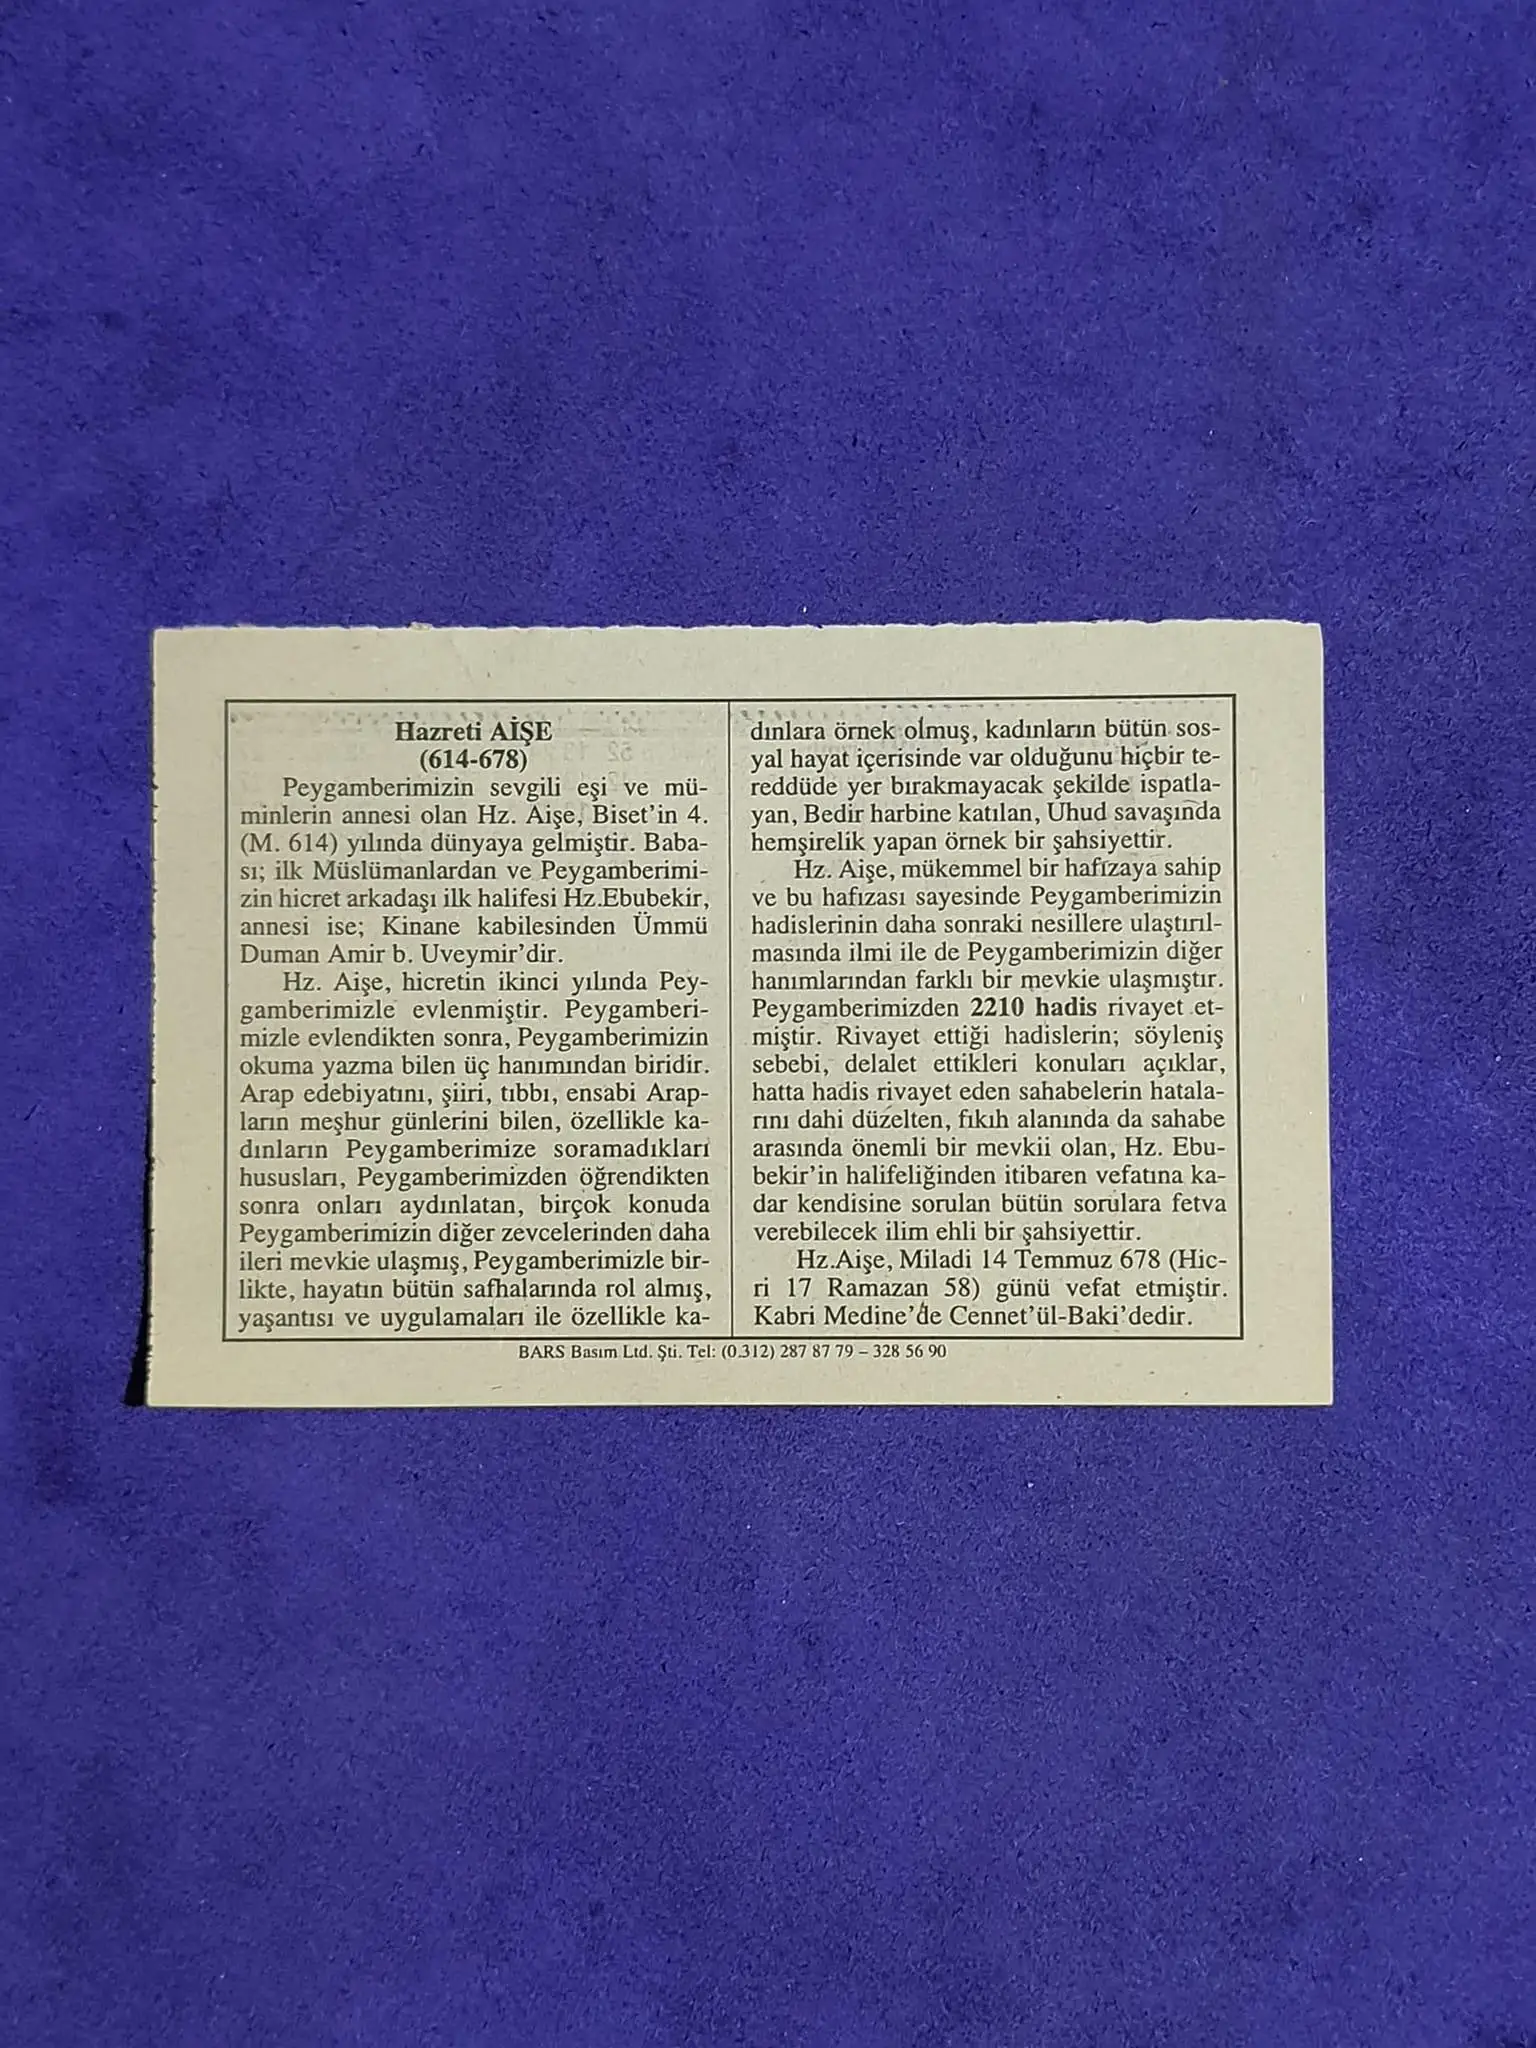 Hazreti AİŞE
(614-678)
Peygamberimizin sevgili eşi ve mü-
minlerin annesi olan Hz. Aişe, Biset'in 4.
(M. 614) yılında dünyaya gelmiştir. Baba-
sı; ilk Müslümanlardan ve Peygamberimi-
zin hicret arkadaşı ilk halifesi Hz.Ebubekir,
annesi ise; Kinane kabilesinden Ümmü
Duman Amir b. Uveymir'dir.
Hz. Aişe, hicretin ikinci yılında Pey-
gamberimizle evlenmiştir. Peygamberi-
mizle evlendikten sonra, Peygamberimizin
okuma yazma bilen üç hanımından biridir.
Arap edebiyatını, şiiri, tıbbı, ensabi Arap-
ların meşhur günlerini bilen, özellikle ka-
dınların Peygamberimize soramadıkları
hususları, Peygamberimizden öğrendikten
sonra onları aydınlatan, birçok konuda
Peygamberimizin diğer zevcelerinden daha
ileri mevkie ulaşmış, Peygamberimizle bir-
likte, hayatın bütün safhalarında rol almış,
yaşantısı ve uygulamaları ile özellikle ka-
dınlara örnek olmuş, kadınların bütün sos-
yal hayat içerisinde var olduğunu hiçbir te-
reddüde yer bırakmayacak şekilde ispatla-
yan, Bedir harbine katılan, Uhud savaşında
hemşirelik yapan örnek bir şahsiyettir.
Hz. Aişe, mükemmel bir hafızaya sahip
ve bu hafızası sayesinde Peygamberimizin
hadislerinin daha sonraki nesillere ulaştırıl-
masında ilmi ile de Peygamberimizin diğer
hanımlarından farklı bir mevkie ulaşmıştır.
Peygamberimizden 2210 hadis rivayet et-
miştir. Rivayet ettiği hadislerin; söyleniş
sebebi, delalet ettikleri konuları açıklar,
hatta hadis rivayet eden sahabelerin hatala-
rını dahi düzelten, fıkıh alanında da sahabe
arasında önemli bir mevkii olan, Hz. Ebu-
bekir'in halifeliğinden itibaren vefatına ka-
dar kendisine sorulan bütün sorulara fetva
verebilecek ilim ehli bir şahsiyettir.
Hz.Aişe, Miladi 14 Temmuz 678 (Hic-
ri 17 Ramazan 58) günü vefat etmiştir.
Kabri Medine'de Cennet'ül-Baki'dedir.
BARS Basım Ltd. Şti. Tel: (0.312) 287 87 79 – 328 56 90